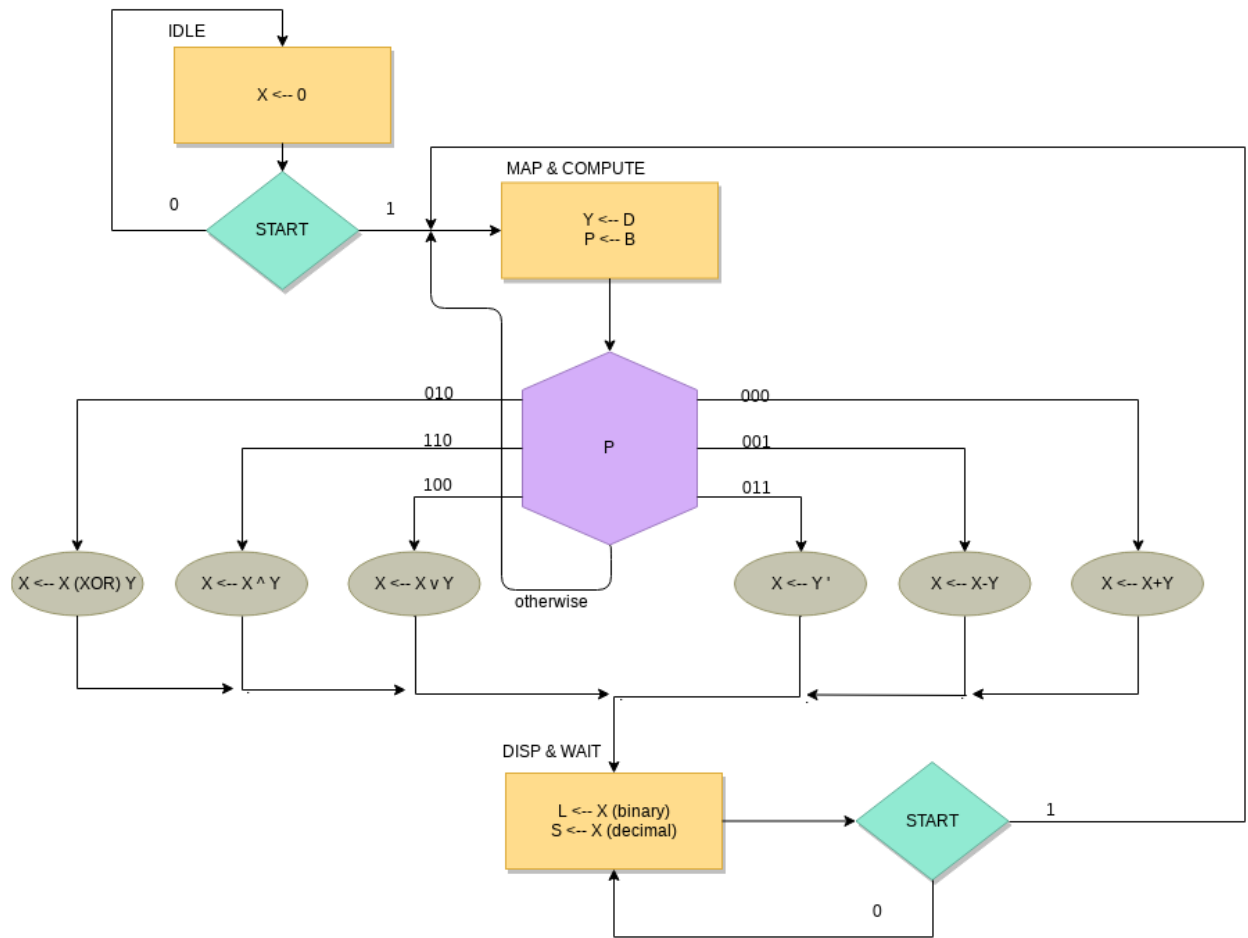 IDLE
X <-- 0
START
0
1
MAP & COMPUTE
Y <-- D
P <-- B
P
010
110
100
000
001
011
otherwise
X <-- X (XOR) Y
X <-- X ^ Y
X <-- X v Y
X <-- Y '
X <-- X-Y
X <-- X+Y
DISP & WAIT
L <-- X (binary)
S <-- X (decimal)
START
1
0